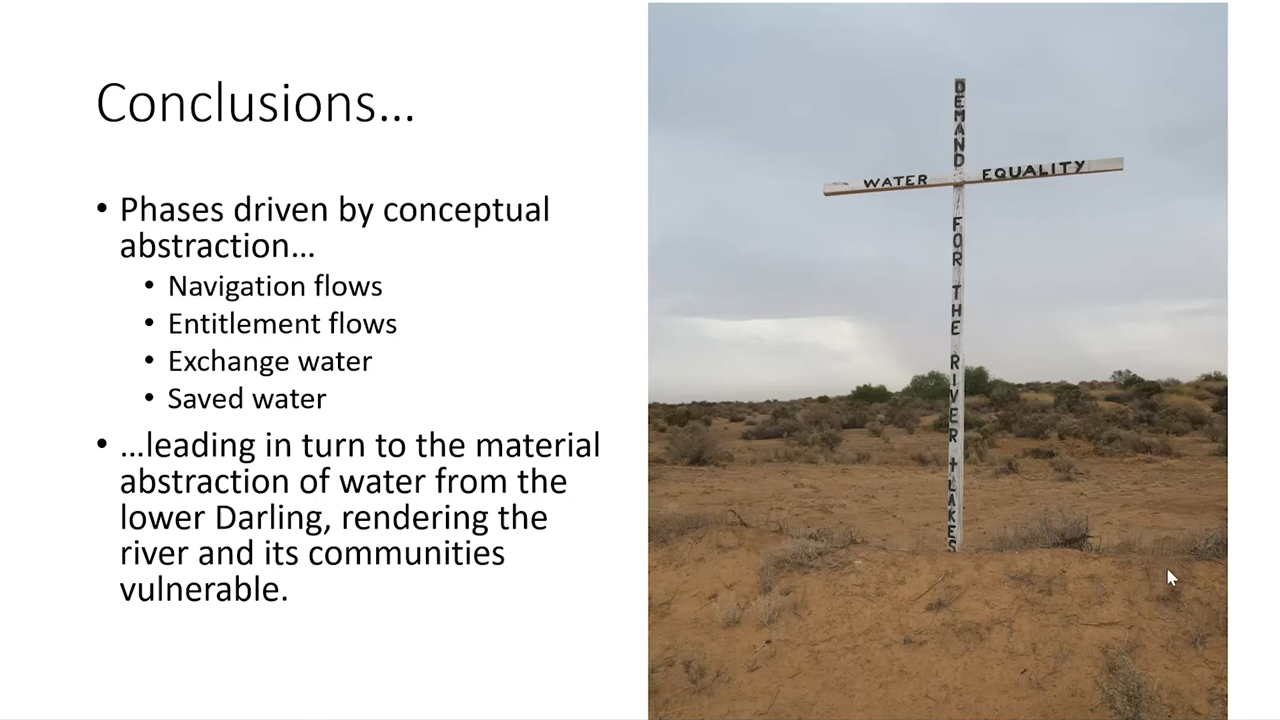 Conclusions...
• Phases driven by conceptual
abstraction...
• Navigation flows
• Entitlement flows
• Exchange water
• Saved water
• ...leading in turn to the material
abstraction of water from the
lower Darling, rendering the
river and its communities
vulnerable.
DEMAND
WATER EQUALITY
FOR
THE
RIVER
+
LAKES